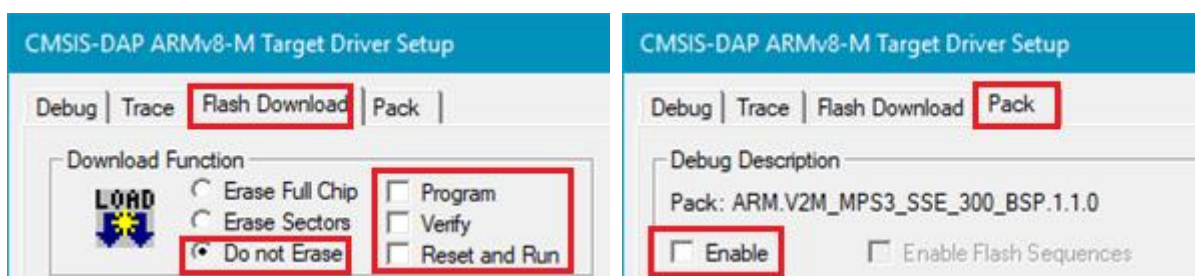 CMSIS-DAP ARMv8-M Target Driver Setup
Debug Trace Flash Download Pack
Download Function
LOAD
Erase Full Chip Program
Erase Sectors Verify
Do not Erase Reset and Run
CMSIS-DAP ARMv8-M Target Driver Setup
Debug Trace Flash Download Pack
Debug Description
Pack: ARM.V2M_MPS3_SSE_300_BSP.1.1.0
Enable Enable Flash Sequences